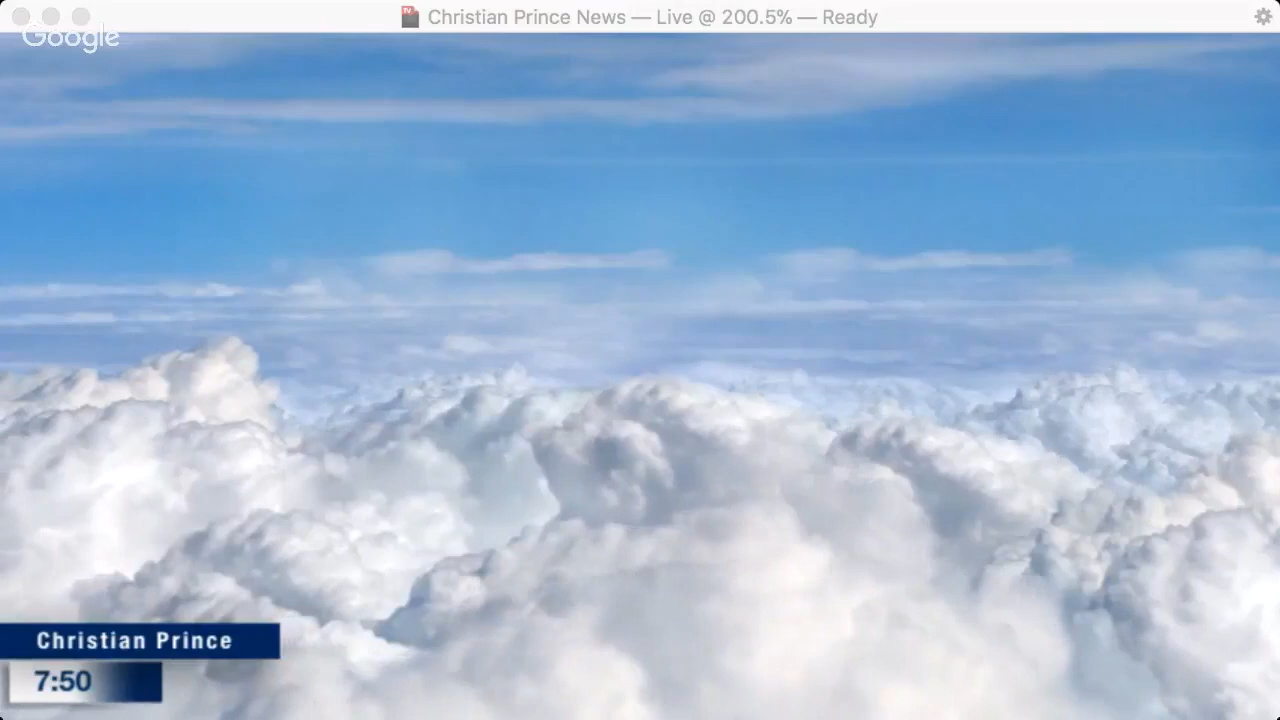 Christian Prince News — Live @ 200.5% — Ready
Google
Christian Prince
7:50